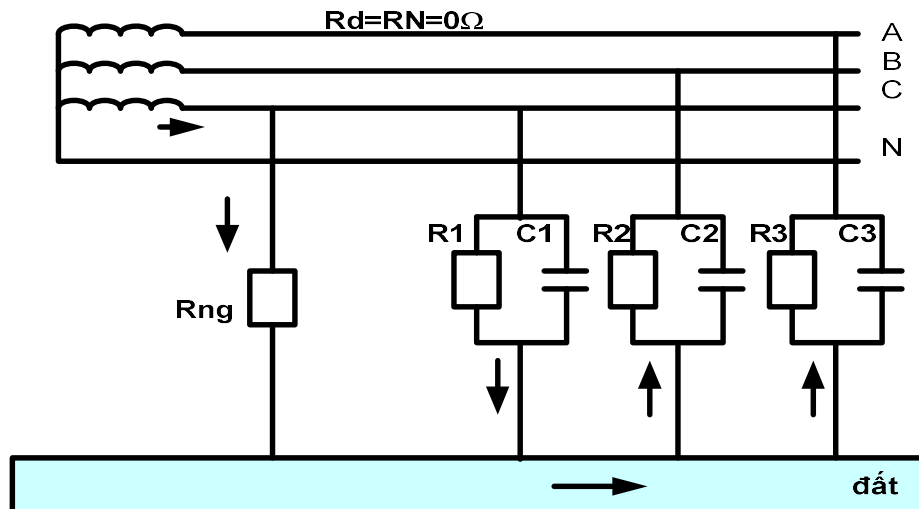 Rd=RN=0Ω
A
B
C
N
R1 C1 R2 C2 R3 C3
Rng
đất